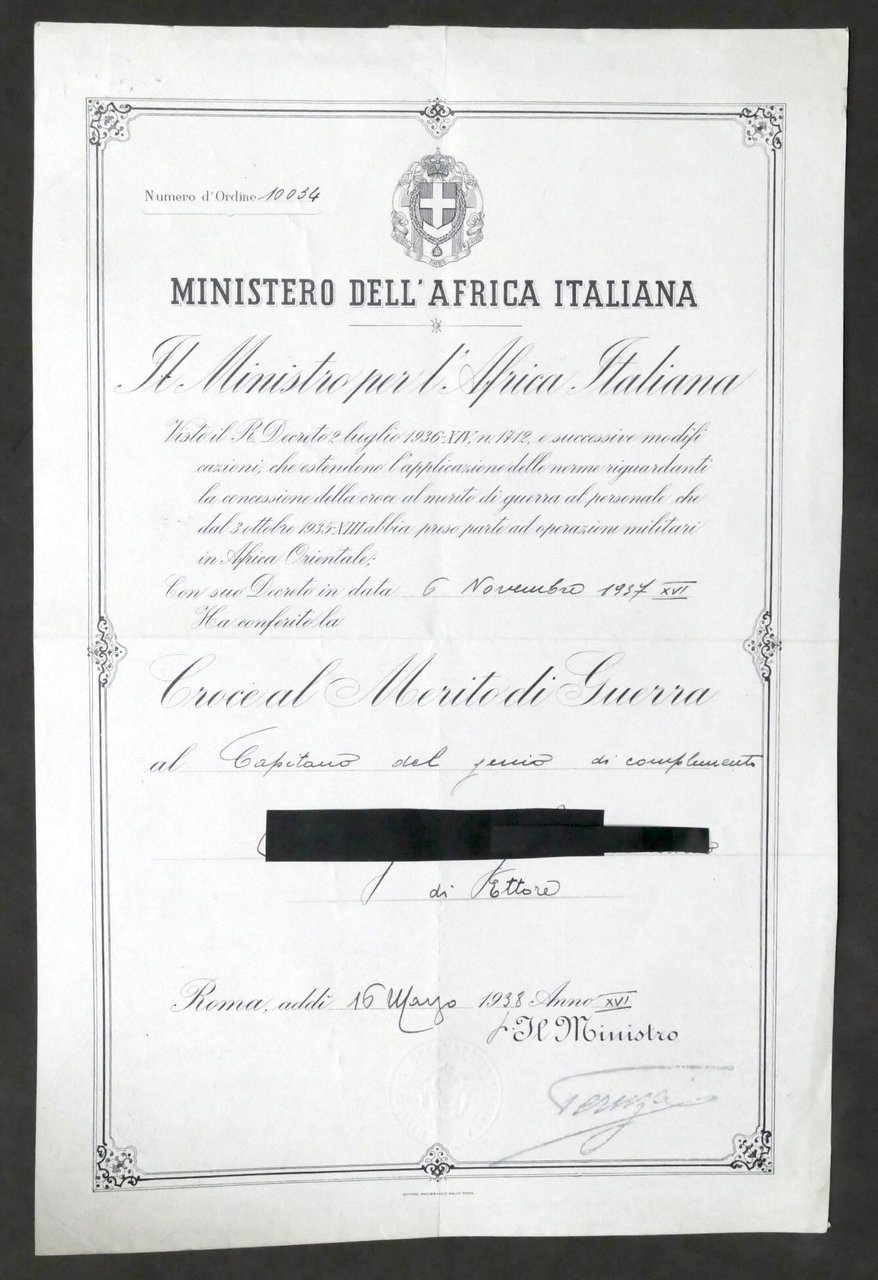 Numero d'Ordine 10034
MINISTERO DELL'AFRICA ITALIANA
Il Ministro per l'Africa Italiana
Visto il R. Decreto 2 luglio 1936-XIV, n. 1712, e successive modifi
cazioni, che estendono l'applicazione delle norme riguardanti
la concessione della croce al merito di guerra al personale che
dal 3 ottobre 1935-XIII abbia preso parte ad operazioni militari
in Africa Orientale;
Con suo Decreto in data 6 Novembre 1937 XVI
Ha conferito la
Croce al Merito di Guerra
al Capitano del genio di complemento
di Ettore
Roma, addì 16 Marzo 1938 Anno XVI
p. Il Ministro
Teruzzi